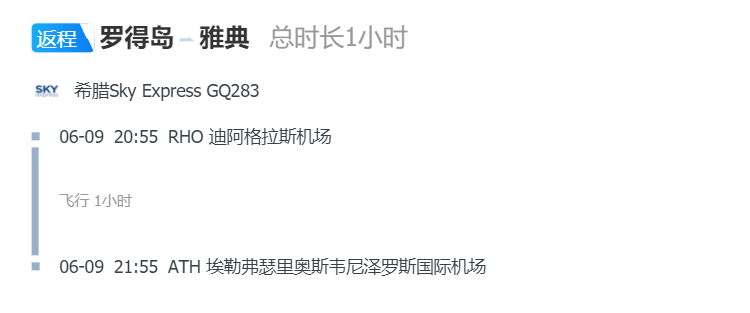 返程 罗得岛 – 雅典 总时长1小时
SKY express 希腊Sky Express GQ283
06-09 20:55 RHO 迪阿格拉斯机场
飞行 1小时
06-09 21:55 ATH 埃勒弗瑟里奥斯韦尼泽罗斯国际机场